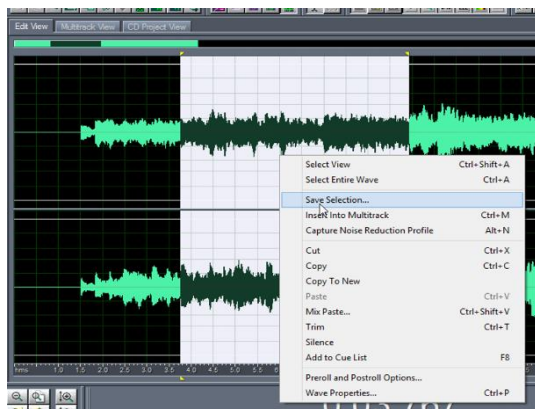 Edit View Multitrack View CD Project View
Select View Ctrl+Shift+A
Select Entire Wave Ctrl+A
Save Selection...
Insert Into Multitrack Ctrl+M
Capture Noise Reduction Profile Alt+N
Cut Ctrl+X
Copy Ctrl+C
Copy To New
Paste Ctrl+V
Mix Paste... Ctrl+Shift+V
Trim Ctrl+T
Silence
Add to Cue List F8
Preroll and Postroll Options...
Wave Properties... Ctrl+P
hms 1.0 1.5 2.0 2.5 3.0 3.5 4.0 4.5 5.0 5.5